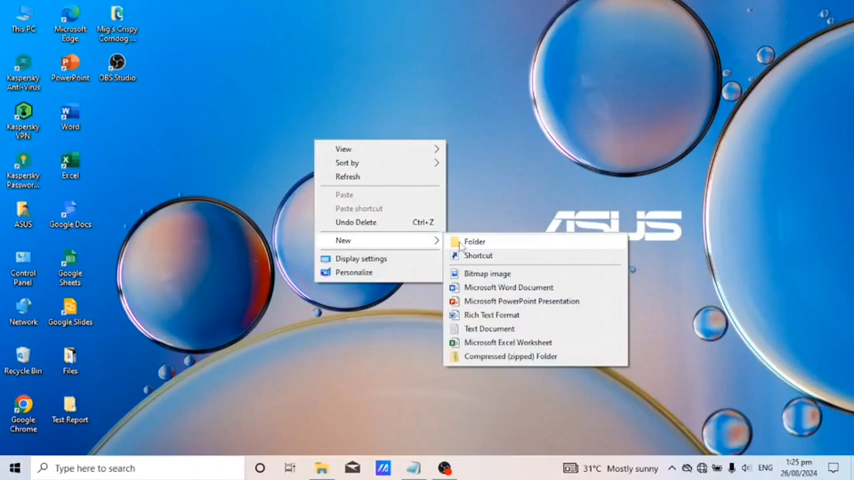 This PC
Microsoft
Edge
Mig's Crispy
Corndog ...
Kaspersky
Anti-Virus
PowerPoint
OBS Studio
Kaspersky
VPN
Word
Kaspersky
Passwor...
Excel
ASUS
Google Docs
Control
Panel
Google
Sheets
Network
Google Slides
Recycle Bin
Files
Google
Chrome
Test Report
View
Sort by
Refresh
Paste
Paste shortcut
Undo Delete Ctrl+Z
New
Display settings
Personalize
Folder
Shortcut
Bitmap image
Microsoft Word Document
Microsoft PowerPoint Presentation
Rich Text Format
Text Document
Microsoft Excel Worksheet
Compressed (zipped) Folder
ASUS
Type here to search
31°C Mostly sunny
ENG
1:25 pm
26/08/2024